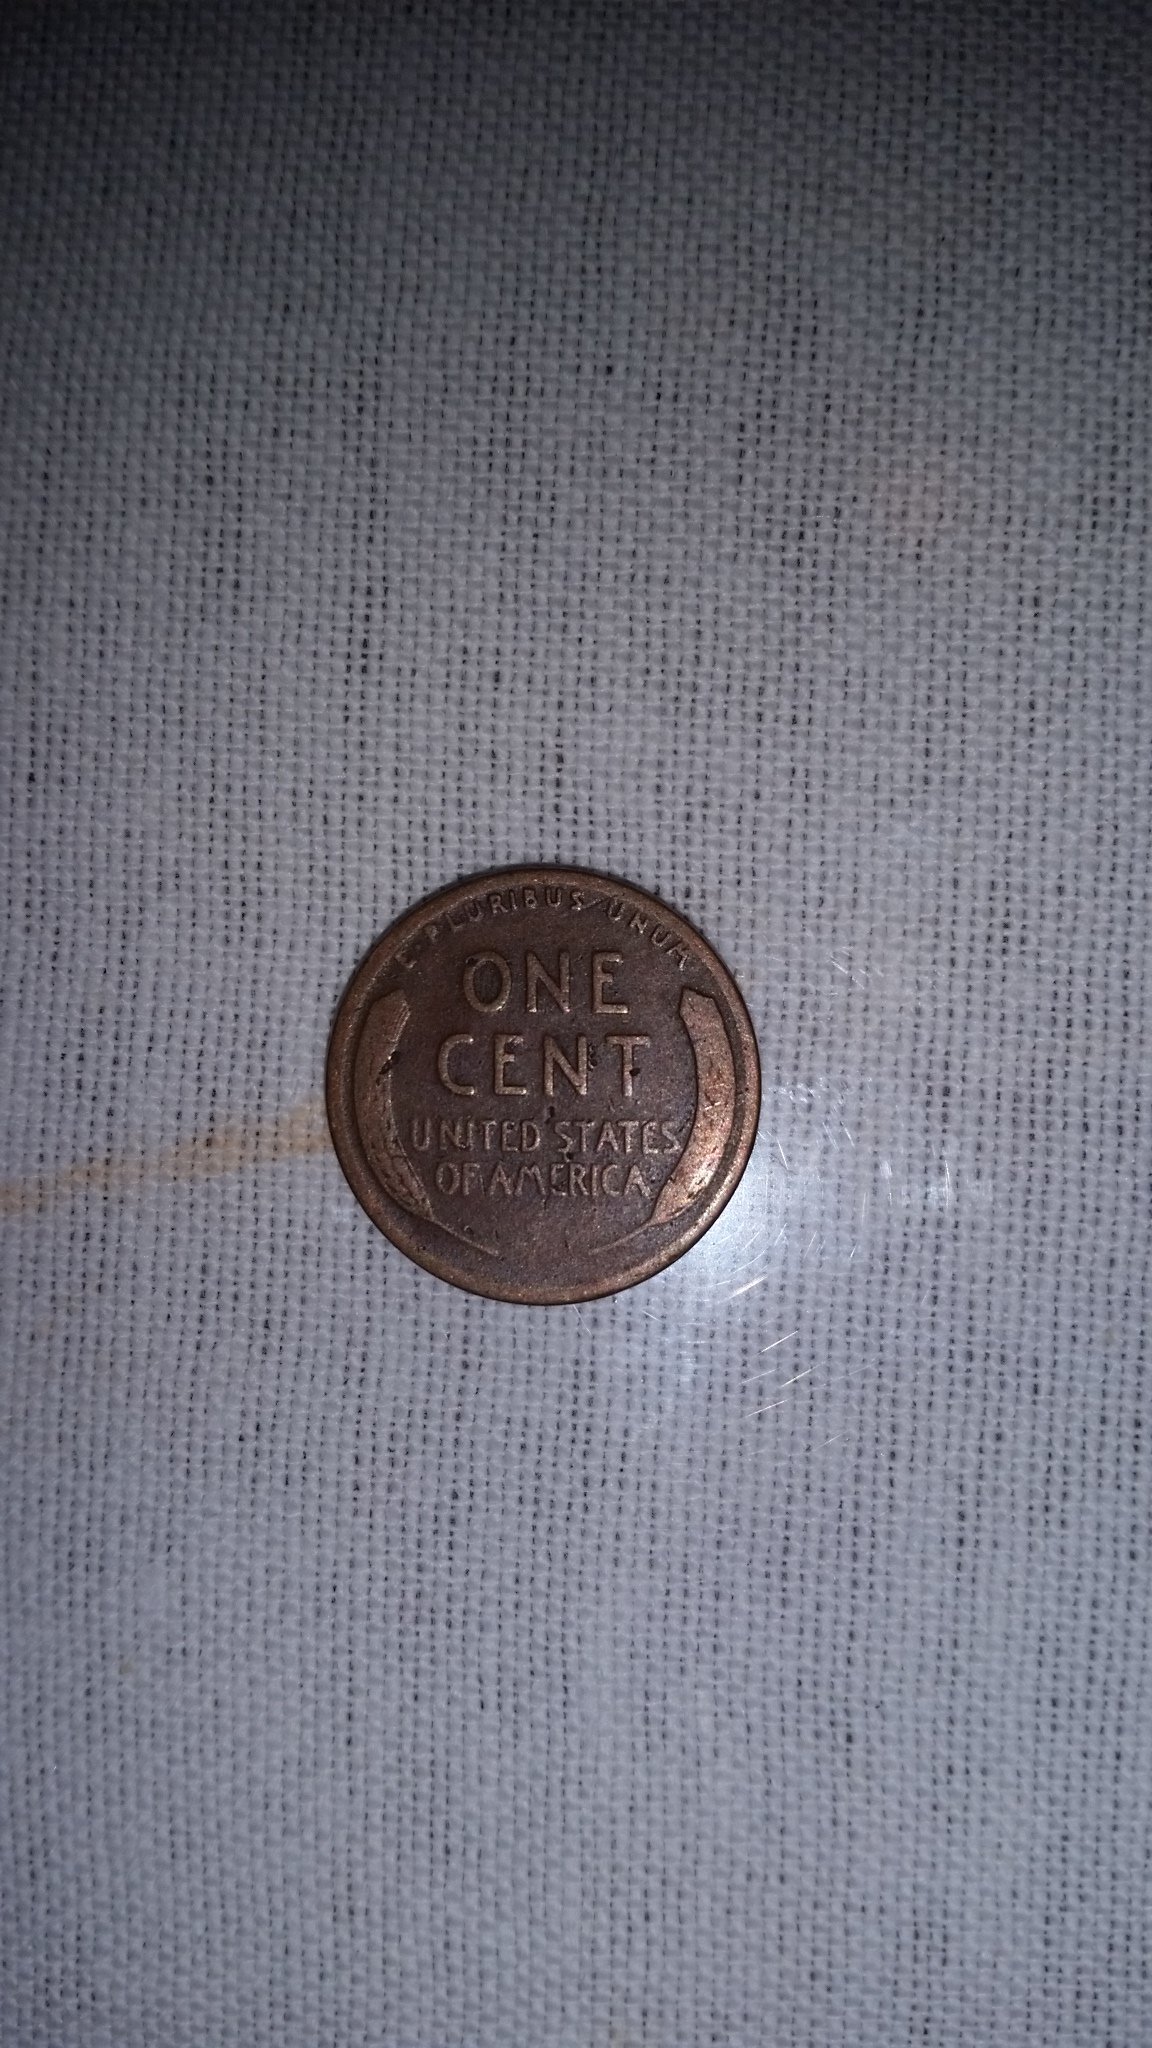 E·PLURIBUS·UNUM
ONE
CENT
UNITED STATES
OF AMERICA